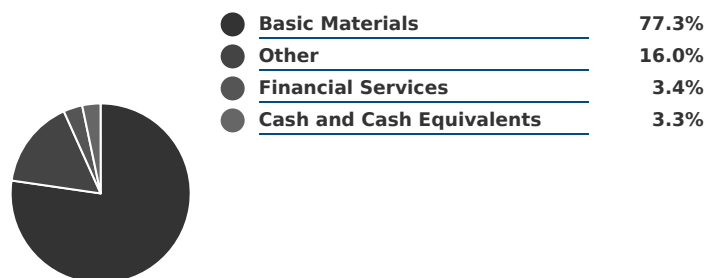 Basic Materials 77.3%
Other 16.0%
Financial Services 3.4%
Cash and Cash Equivalents 3.3%